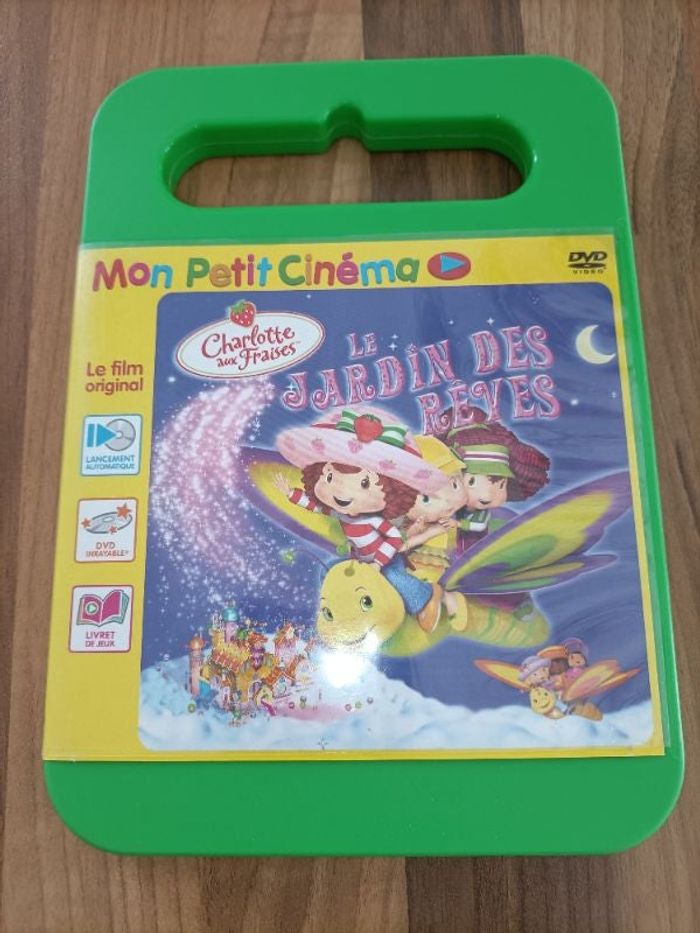 Mon Petit Cinéma
DVD
VIDEO
Charlotte
aux Fraises™
LE
JARDIN DES
RÊVES
Le film
original
LANCEMENT
AUTOMATIQUE
DVD
INRAYABLE*
LIVRET
DE JEUX